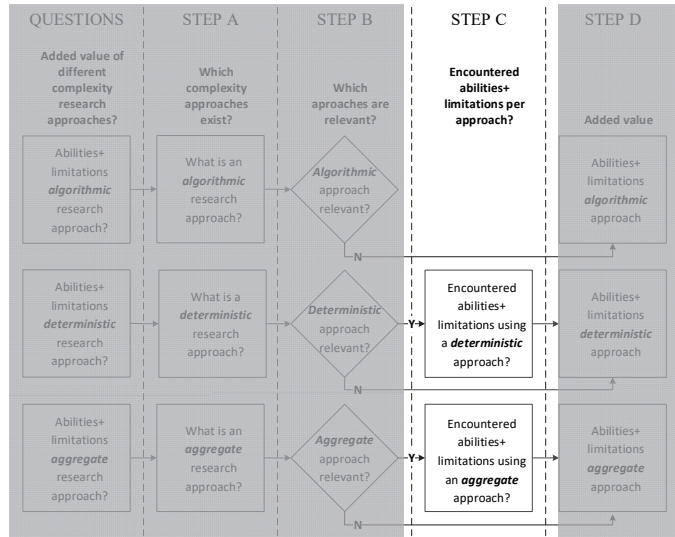 QUESTIONS
STEP A
STEP B
STEP C
STEP D
Added value of
different
complexity
research
approaches?
Which
complexity
approaches
exist?
Which
aproaches are
relevant?
Encountered
abilities+
limitations per
approach?
Added value
Abilities+
limitations
algorithmic
research
approach?
What is an
algorithmic
research
approach?
Algorithmic
approach
relevant?
N
Abilities+
limitations
algorithmic
approach
Abilities+
limitations
deterministic
research
approach?
What is a
deterministic
research
approach?
Deterministic
approach
relevant?
Y
N
Encountered
abilities+
limitations using
a deterministic
approach?
Abilities+
limitations
deterministic
approach
Abilities+
limitations
aggregate
research
approach?
What is an
aggregate
research
approach?
Aggregate
approach
relevant?
Y
N
Encountered
abilities+
limitations using
an aggregate
approach?
Abilities+
limitations
aggregate
approach